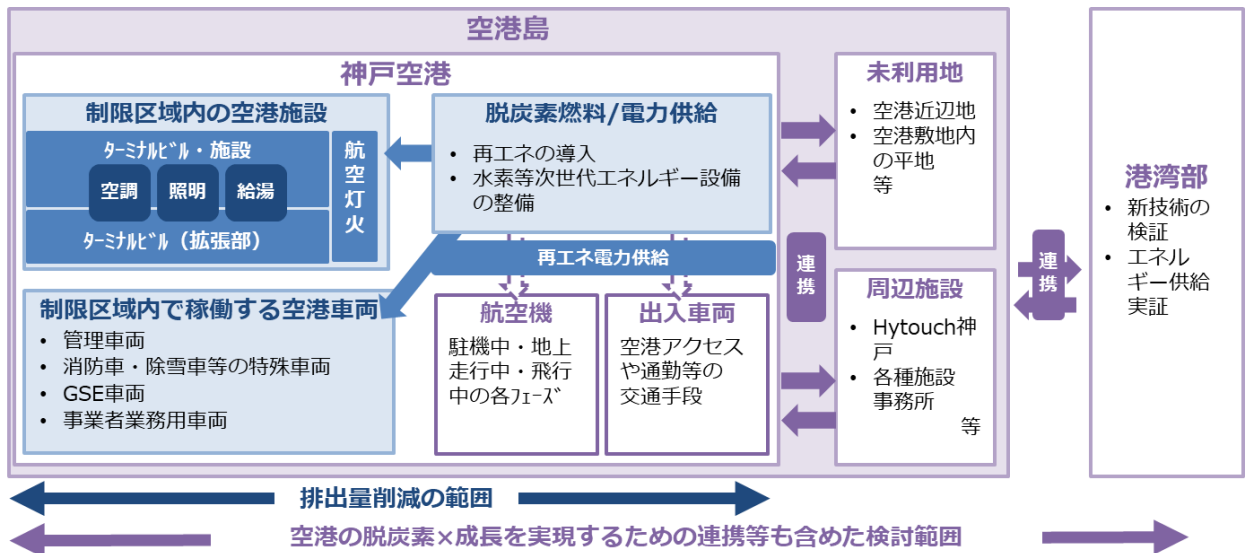 空港島
神戸空港
制限区域内の空港施設
ﾀｰﾐﾅﾙﾋﾞﾙ・施設
空調
照明
給湯
ﾀｰﾐﾅﾙﾋﾞﾙ（拡張部）
航空灯火
脱炭素燃料/電力供給
• 再エネの導入
• 水素等次世代エネルギー設備
の整備
再エネ電力供給
制限区域内で稼働する空港車両
• 管理車両
• 消防車・除雪車等の特殊車両
• GSE車両
• 事業者業務用車両
航空機
駐機中・地上
走行中・飛行
中の各ﾌｪｰｽﾞ
出入車両
空港アクセス
や通勤等の
交通手段
未利用地
• 空港近辺地
• 空港敷地内
の平地
等
連携
周辺施設
• Hytouch神
戸
• 各種施設
事務所
等
連携
港湾部
• 新技術の
検証
• エネル
ギー供給
実証
排出量削減の範囲
空港の脱炭素×成長を実現するための連携等も含めた検討範囲